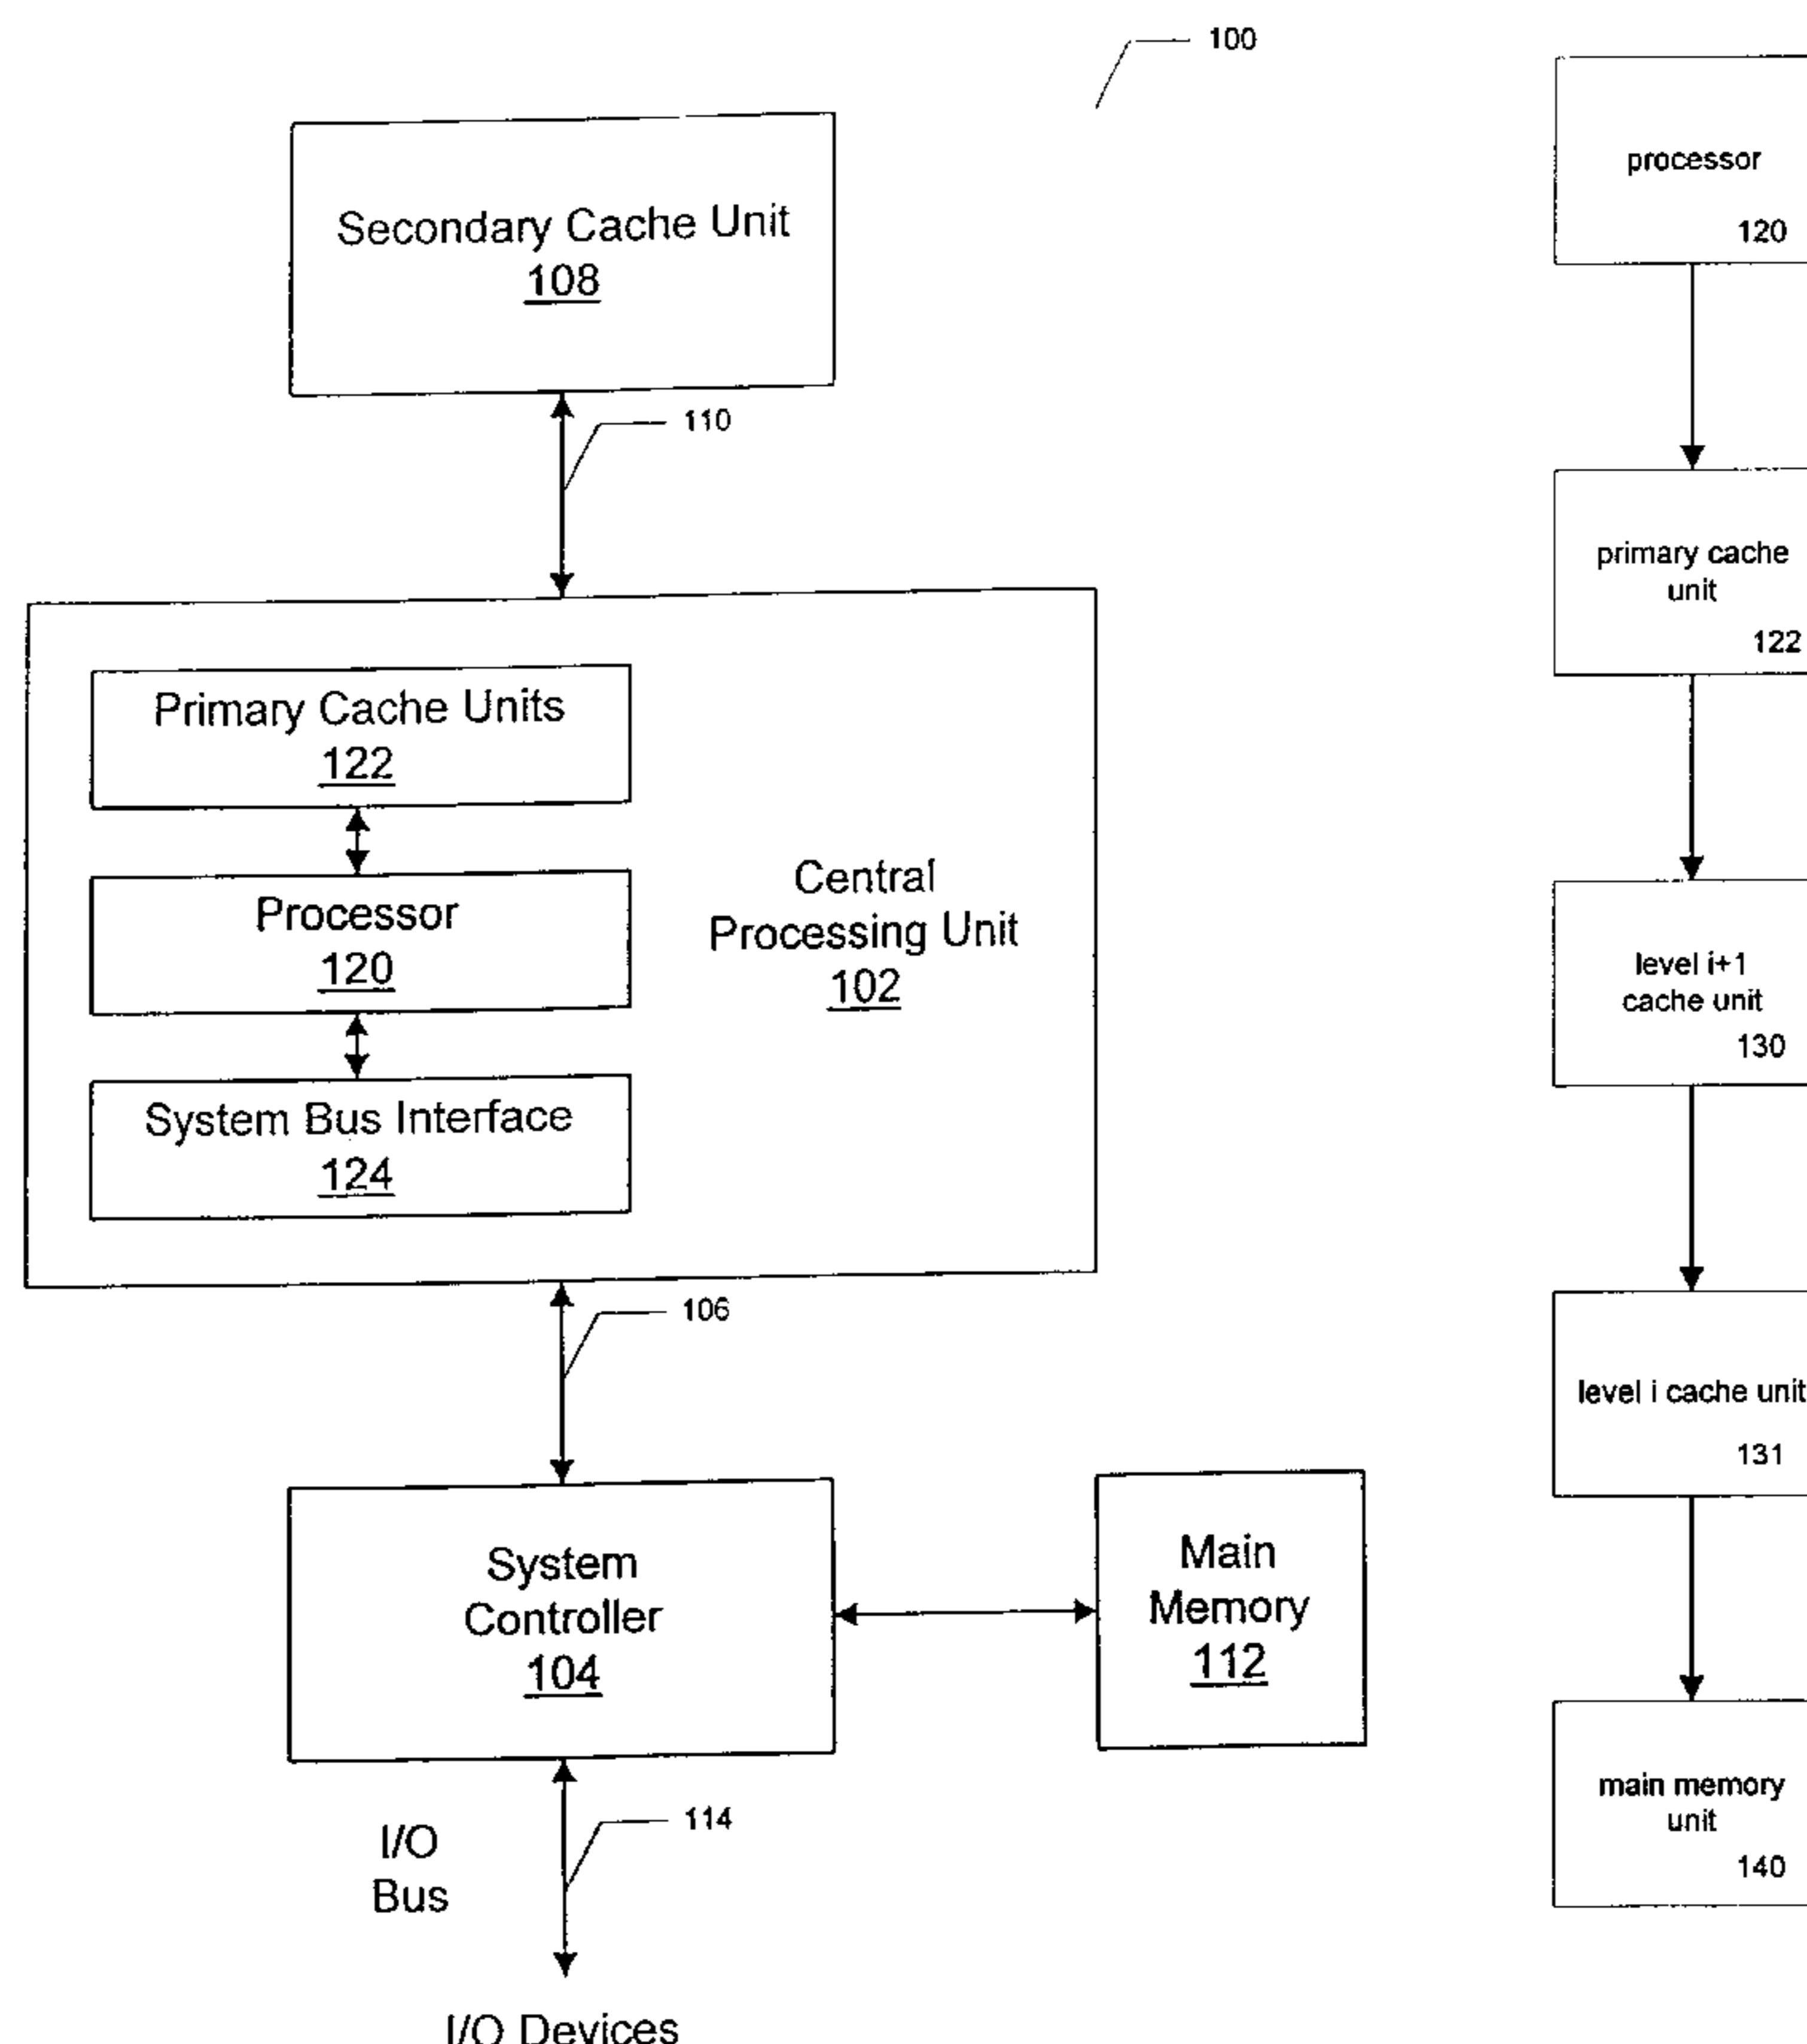 100
Secondary Cache Unit
108
110
Primary Cache Units
122
Processor
120
System Bus Interface
124
Central
Processing Unit
102
106
System
Controller
104
Main
Memory
112
I/O
Bus
114
I/O Devices
processor
120
primary cache
unit
122
level i+1
cache unit
130
level i cache unit
131
main memory
unit
140